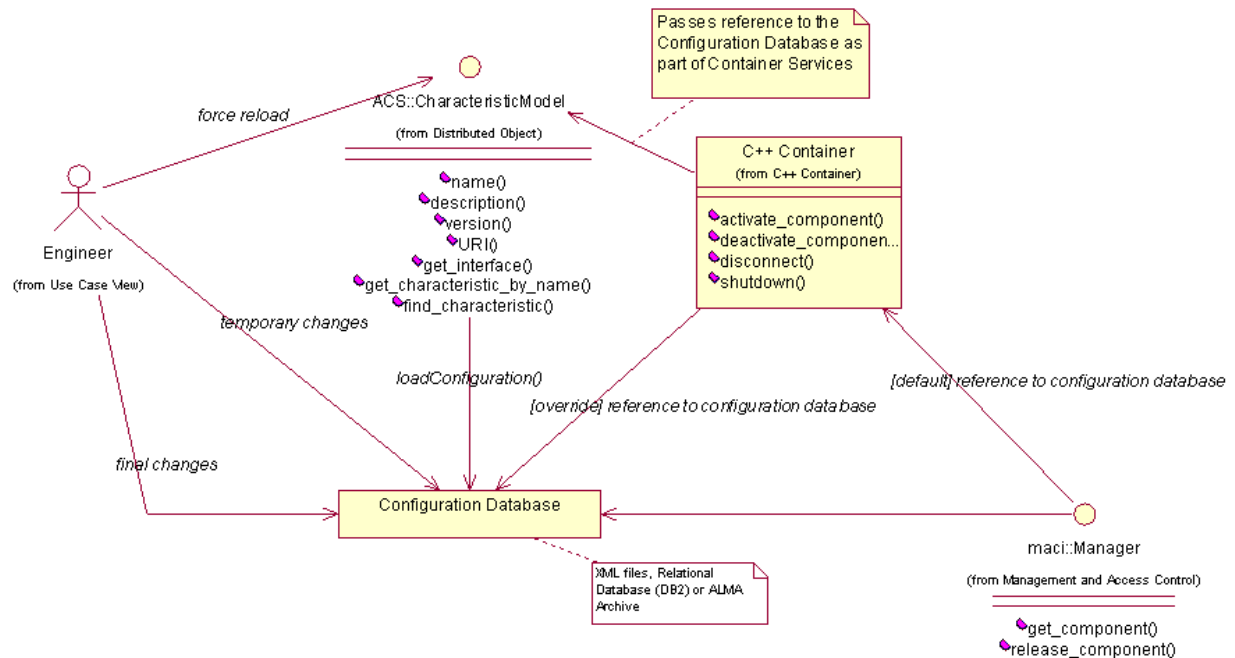 Passes reference to the
Configuration Database as
part of Container Services
force reload
ACS::CharacteristicModel
(from Distributed Object)
name()
description()
version()
URI()
get_interface()
get_characteristic_by_name()
find_characteristic()
C++ Container
(from C++ Container)
activate_component()
deactivate_componen...
disconnect()
shutdown()
Engineer
(from Use Case View)
temporary changes
loadConfiguration()
[override] reference to configuration database
[default] reference to configuration database
final changes
Configuration Database
XML files, Relational
Database (DB2) or ALMA
Archive
maci::Manager
(from Management and Access Control)
get_component()
release_component()